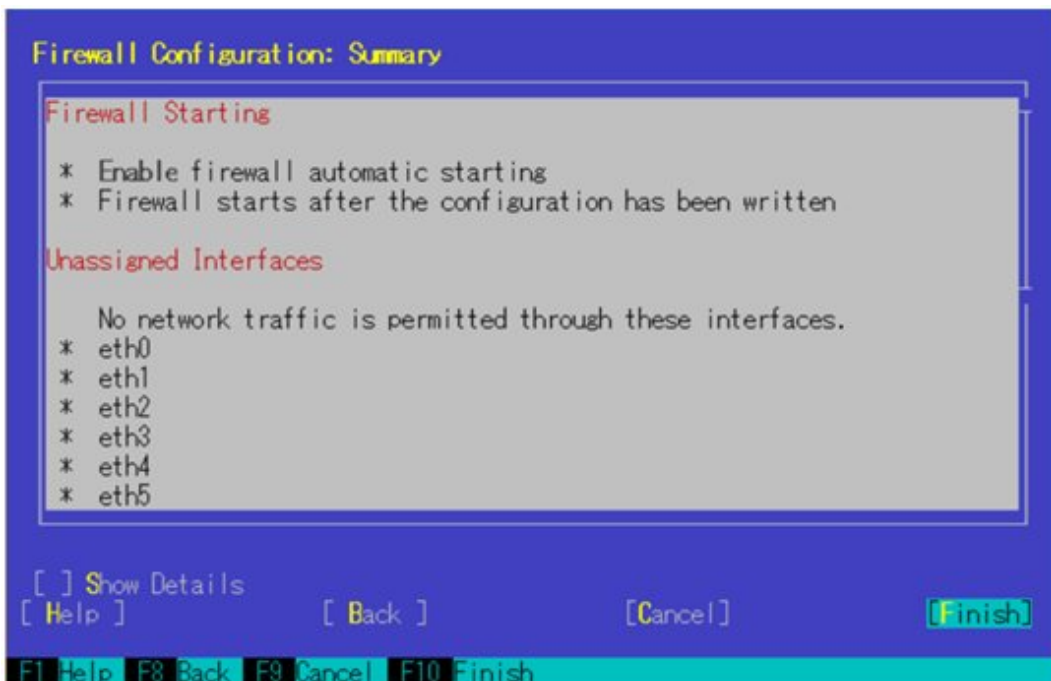 Firewall Configuration: Summary
Firewall Starting
* Enable firewall automatic starting
* Firewall starts after the configuration has been written
Unassigned Interfaces
No network traffic is permitted through these interfaces.
* eth0
* eth1
* eth2
* eth3
* eth4
* eth5
[ ] Show Details
[ Help ] [ Back ] [Cancel] [Finish]
F1 Help F8 Back F9 Cancel F10 Finish